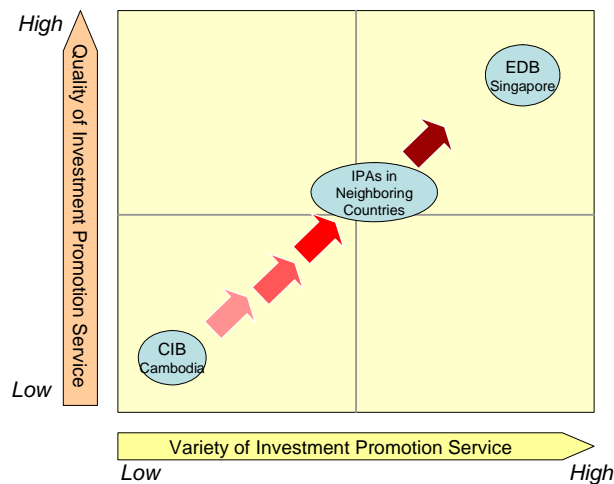 High
Quality of Investment Promotion Service
Low
EDB
Singapore
IPAs in
Neighboring
Countries
CIB
Cambodia
Variety of Investment Promotion Service
Low
High